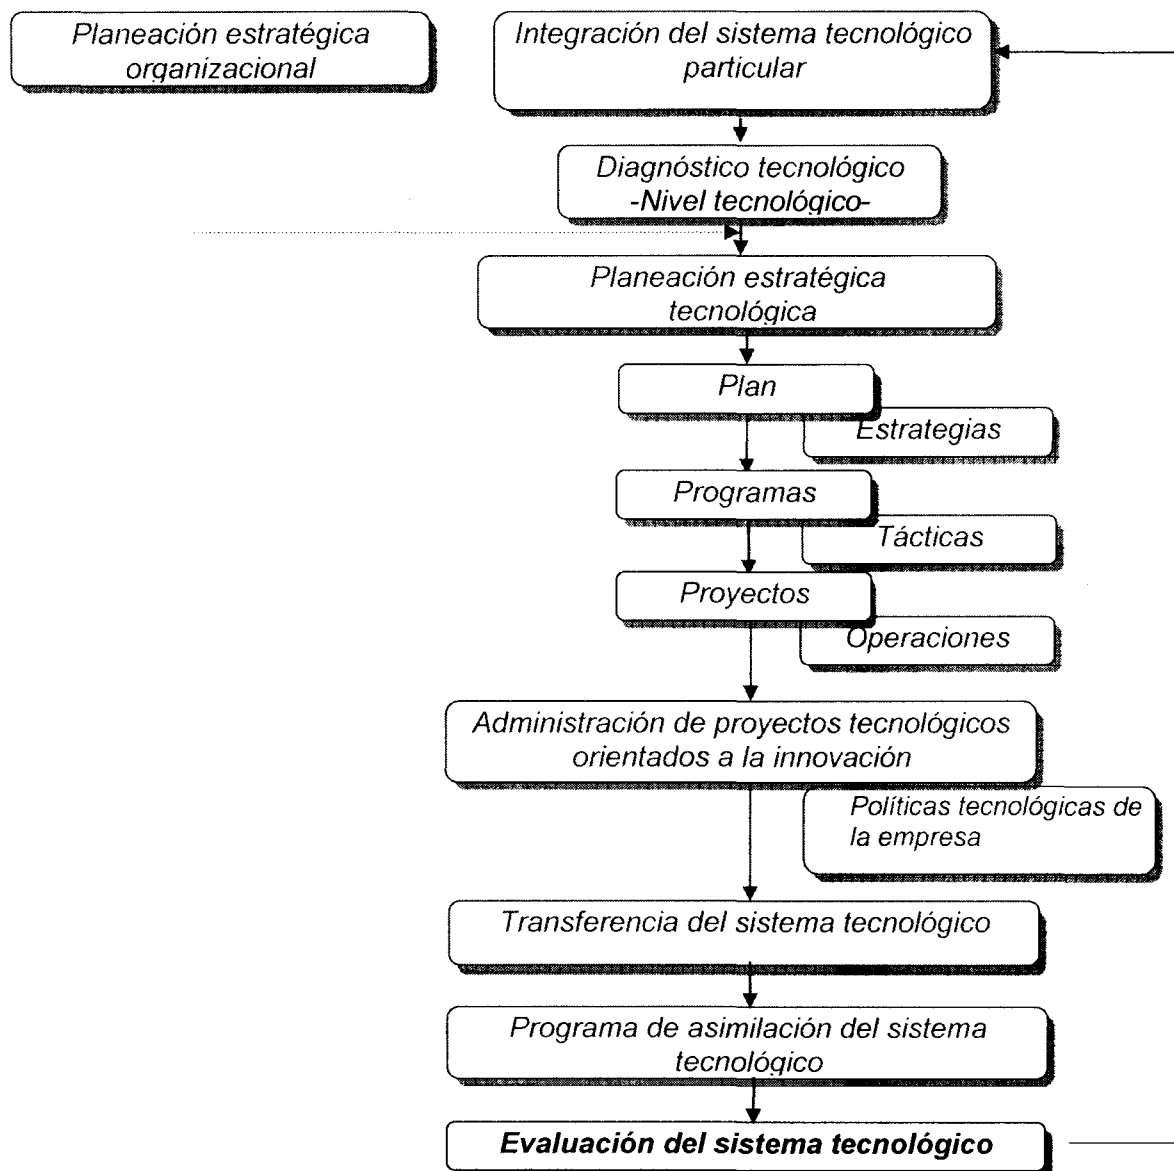 Planeación estratégica
organizacional
Integración del sistema tecnológico
particular
Diagnóstico tecnológico
-Nivel tecnológico-
Planeación estratégica
tecnológica
Plan
Estrategias
Programas
Tácticas
Proyectos
Operaciones
Administración de proyectos tecnológicos
orientados a la innovación
Políticas tecnológicas de
la empresa
Transferencia del sistema tecnológico
Programa de asimilación del sistema
tecnológico
Evaluación del sistema tecnológico